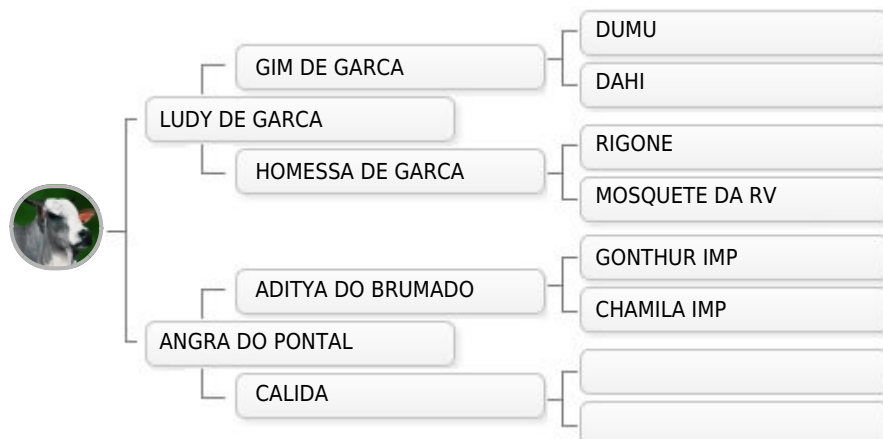 DUMU
GIM DE GARCA
DAHI
LUDY DE GARCA
RIGONE
HOMESSA DE GARCA
MOSQUETE DA RV
GONTHUR IMP
ADITYA DO BRUMADO
CHAMILA IMP
ANGRA DO PONTAL
CALIDA